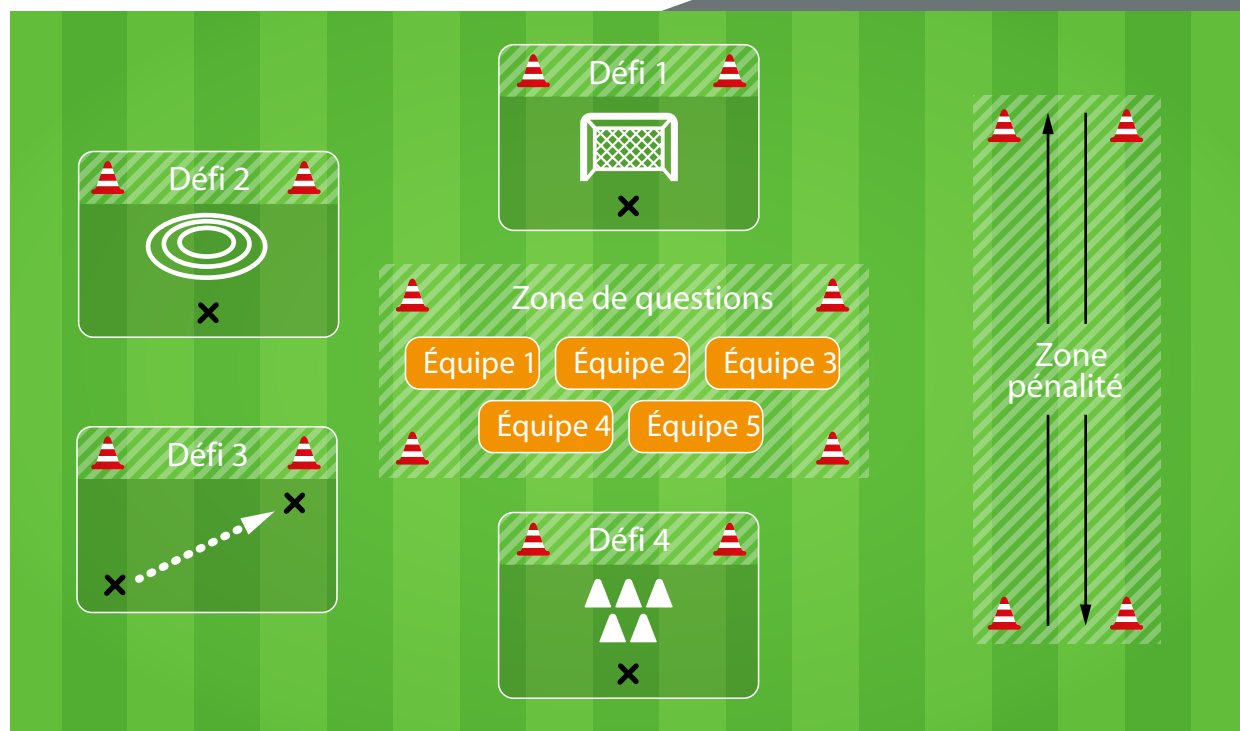 Défi 1
Défi 2
Zone de questions
Équipe 1
Équipe 2
Équipe 3
Équipe 4
Équipe 5
Défi 3
Défi 4
Zone
pénalité